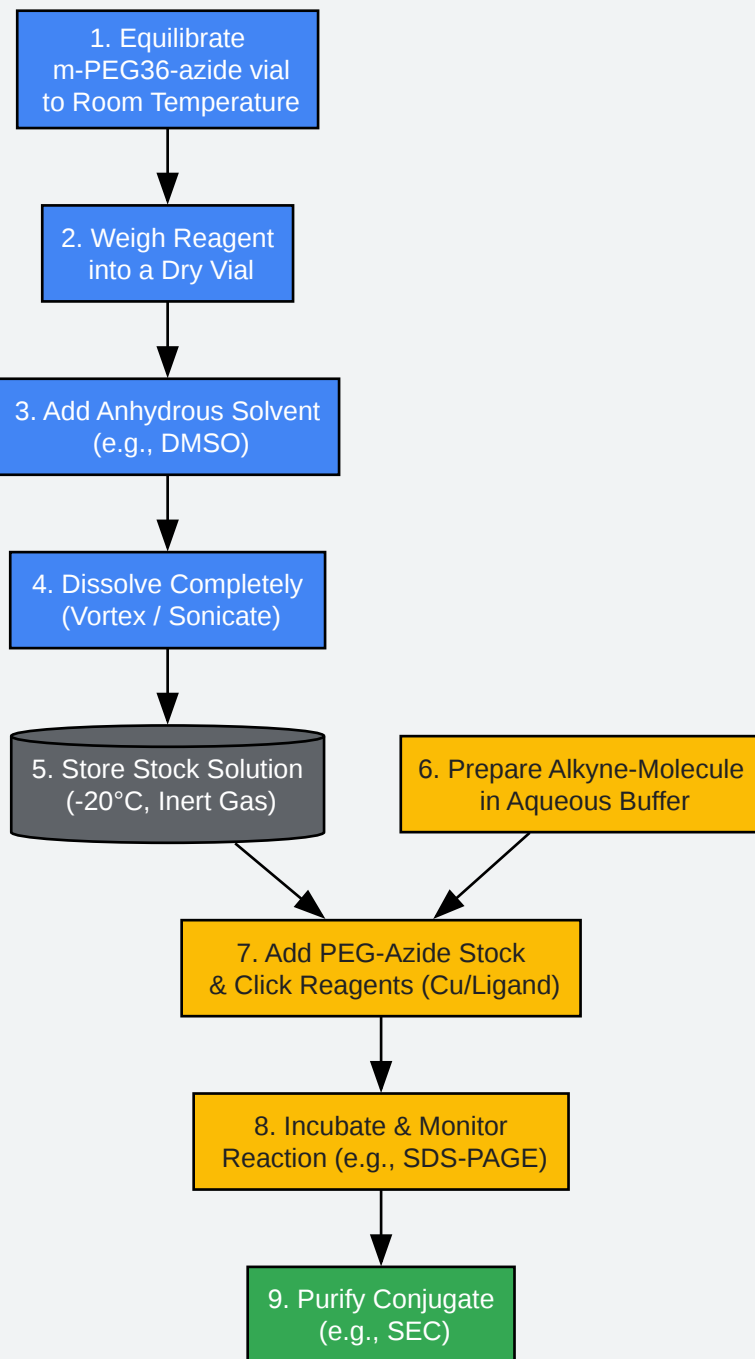 1. Equilibrate
m-PEG36-azide vial
to Room Temperature
2. Weigh Reagent
into a Dry Vial
3. Add Anhydrous Solvent
(e.g., DMSO)
4. Dissolve Completely
(Vortex / Sonicate)
5. Store Stock Solution
(-20°C, Inert Gas)
6. Prepare Alkyne-Molecule
in Aqueous Buffer
7. Add PEG-Azide Stock
& Click Reagents (Cu/Ligand)
8. Incubate & Monitor
Reaction (e.g., SDS-PAGE)
9. Purify Conjugate
(e.g., SEC)